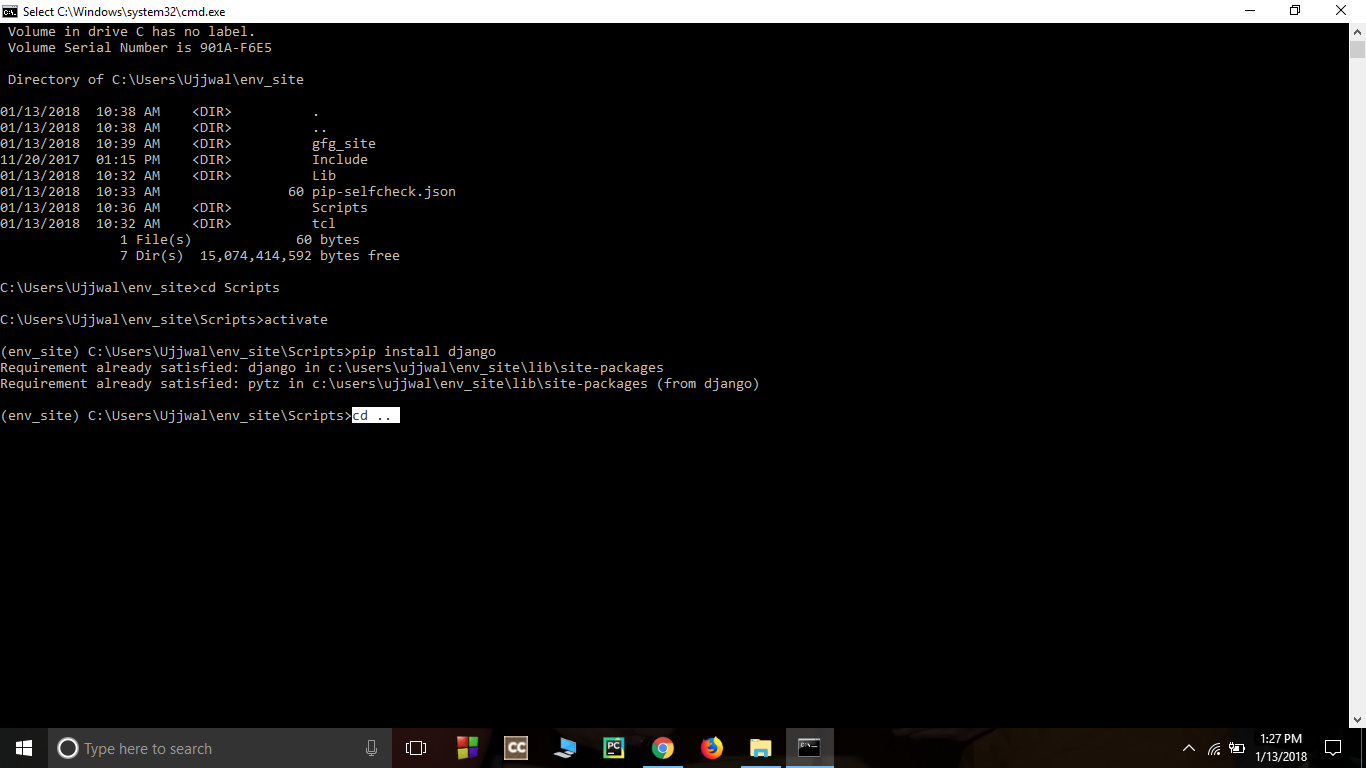 Select C:\Windows\system32\cmd.exe
Volume in drive C has no label.
Volume Serial Number is 901A-F6E5
Directory of C:\Users\Ujjwal\env_site
01/13/2018  10:38 AM    <DIR>          .
01/13/2018  10:38 AM    <DIR>          ..
01/13/2018  10:39 AM    <DIR>          gfg_site
11/20/2017  01:15 PM    <DIR>          Include
01/13/2018  10:32 AM    <DIR>          Lib
01/13/2018  10:33 AM                60 pip-selfcheck.json
01/13/2018  10:36 AM    <DIR>          Scripts
01/13/2018  10:32 AM    <DIR>          tcl
1 File(s)             60 bytes
7 Dir(s)  15,074,414,592 bytes free
C:\Users\Ujjwal\env_site>cd Scripts
C:\Users\Ujjwal\env_site\Scripts>activate
(env_site) C:\Users\Ujjwal\env_site\Scripts>pip install django
Requirement already satisfied: django in c:\users\ujjwal\env_site\lib\site-packages
Requirement already satisfied: pytz in c:\users\ujjwal\env_site\lib\site-packages (from django)
(env_site) C:\Users\Ujjwal\env_site\Scripts>cd ..
Type here to search
CC
PC
1:27 PM
1/13/2018